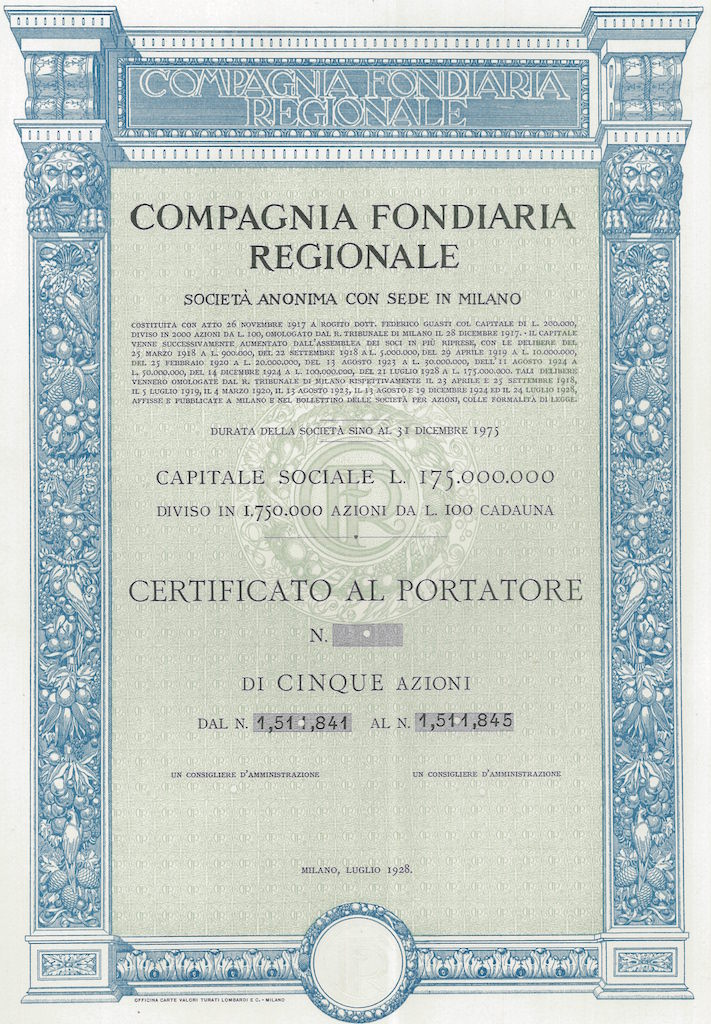 COMPAGNIA FONDIARIA
REGIONALE
COMPAGNIA FONDIARIA
REGIONALE
SOCIETÀ ANONIMA CON SEDE IN MILANO
COSTITUITA CON ATTO 26 NOVEMBRE 1917 A ROGITO DOTT. FEDERICO GUASTI COL CAPITALE DI L. 200.000,
DIVISO IN 2000 AZIONI DA L. 100, OMOLOGATO DAL R. TRIBUNALE DI MILANO IL 28 DICEMBRE 1917. - IL CAPITALE
VENNE SUCCESSIVAMENTE AUMENTATO DALL'ASSEMBLEA DEI SOCI IN PIÙ RIPRESE, CON LE DELIBERE DEL
25 MARZO 1918 A L. 900.000, DEL 22 SETTEMBRE 1918 A L. 5.000.000, DEL 29 APRILE 1919 A L. 10.000.000,
DEL 25 FEBBRAIO 1920 A L. 20.000.000, DEL 13 AGOSTO 1923 A L. 30.000.000, DELL'11 AGOSTO 1924 A
L. 50.000.000, DEL 14 DICEMBRE 1924 A L. 100.000.000, DEL 21 LUGLIO 1928 A L. 175.000.000. TALI DELIBERE
VENNERO OMOLOGATE DAL R. TRIBUNALE DI MILANO RISPETTIVAMENTE IL 23 APRILE E 25 SETTEMBRE 1918,
IL 5 LUGLIO 1919, IL 4 MARZO 1920, IL 13 AGOSTO 1923, IL 13 AGOSTO E 19 DICEMBRE 1924 ED IL 24 LUGLIO 1928,
AFFISSE E PUBBLICATE A MILANO E NEL BOLLETTINO DELLE SOCIETÀ PER AZIONI, COLLE FORMALITÀ DI LEGGE.
DURATA DELLA SOCIETÀ SINO AL 31 DICEMBRE 1975
CAPITALE SOCIALE L. 175.000.000
DIVISO IN 1.750.000 AZIONI DA L. 100 CADAUNA
CERTIFICATO AL PORTATORE
N.
DI CINQUE AZIONI
DAL N. 1,511,841 AL N. 1,511,845
UN CONSIGLIERE D'AMMINISTRAZIONE UN CONSIGLIERE D'AMMINISTRAZIONE
MILANO, LUGLIO 1928.
OFFICINA CARTE VALORI TURATI LOMBARDI E C. - MILANO